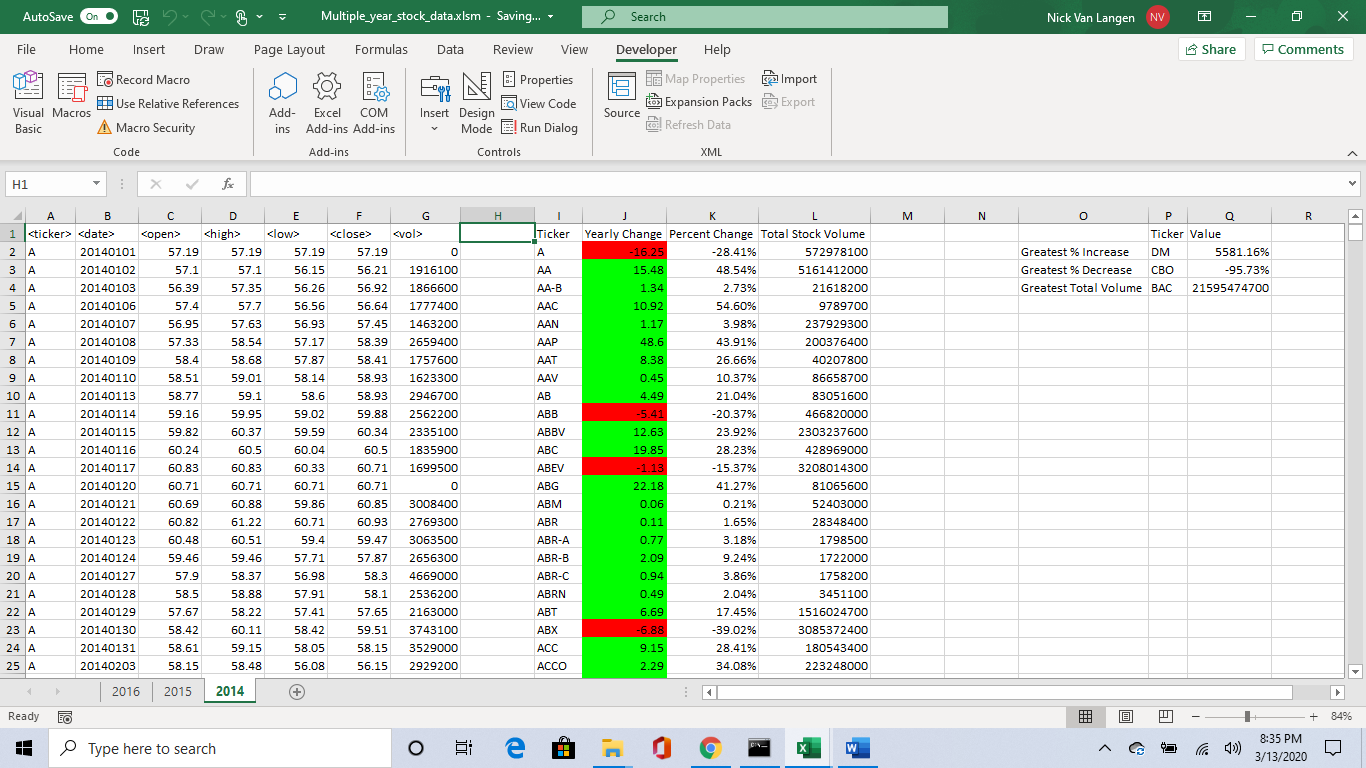 AutoSave On Multiple_year_stock_data.xlsm - Saving... Search Nick Van Langen NV
File Home Insert Draw Page Layout Formulas Data Review View Developer Help Share Comments
Visual Basic Macros Record Macro Use Relative References Macro Security Code
Add-ins Excel Add-ins COM Add-ins Add-ins
Insert Design Mode Properties View Code Run Dialog Controls
Source Map Properties Expansion Packs Refresh Data Import Export XML
H1 fx
A B C D E F G H I J K L M N O P Q R
1 <ticker> <date> <open> <high> <low> <close> <vol> Ticker Yearly Change Percent Change Total Stock Volume Ticker Value
2 A 20140101 57.19 57.19 57.19 57.19 0 A -16.25 -28.41% 572978100 Greatest % Increase DM 5581.16%
3 A 20140102 57.1 57.1 56.15 56.21 1916100 AA 15.48 48.54% 5161412000 Greatest % Decrease CBO -95.73%
4 A 20140103 56.39 57.35 56.26 56.92 1866600 AA-B 1.34 2.73% 21618200 Greatest Total Volume BAC 21595474700
5 A 20140106 57.4 57.7 56.56 56.64 1777400 AAC 10.92 54.60% 9789700
6 A 20140107 56.95 57.63 56.93 57.45 1463200 AAN 1.17 3.98% 237929300
7 A 20140108 57.33 58.54 57.17 58.39 2659400 AAP 48.6 43.91% 200376400
8 A 20140109 58.4 58.68 57.87 58.41 1757600 AAT 8.38 26.66% 40207800
9 A 20140110 58.51 59.01 58.14 58.93 1623300 AAV 0.45 10.37% 86658700
10 A 20140113 58.77 59.1 58.6 58.93 2946700 AB 4.49 21.04% 83051600
11 A 20140114 59.16 59.95 59.02 59.88 2562200 ABB -5.41 -20.37% 466820000
12 A 20140115 59.82 60.37 59.59 60.34 2335100 ABBV 12.63 23.92% 2303237600
13 A 20140116 60.24 60.5 60.04 60.5 1835900 ABC 19.85 28.23% 428969000
14 A 20140117 60.83 60.83 60.33 60.71 1699500 ABEV -1.13 -15.37% 3208014300
15 A 20140120 60.71 60.71 60.71 60.71 0 ABG 22.18 41.27% 81065600
16 A 20140121 60.69 60.88 59.86 60.85 3008400 ABM 0.06 0.21% 52403000
17 A 20140122 60.82 61.22 60.71 60.93 2769300 ABR 0.11 1.65% 28348400
18 A 20140123 60.48 60.51 59.4 59.47 3063500 ABR-A 0.77 3.18% 1798500
19 A 20140124 59.46 59.46 57.71 57.87 2656300 ABR-B 2.09 9.24% 1722000
20 A 20140127 57.9 58.37 56.98 58.3 4669000 ABR-C 0.94 3.86% 1758200
21 A 20140128 58.5 58.88 57.91 58.1 2536200 ABRN 0.49 2.04% 3451100
22 A 20140129 57.67 58.22 57.41 57.65 2163000 ABT 6.69 17.45% 1516024700
23 A 20140130 58.42 60.11 58.42 59.51 3743100 ABX -6.88 -39.02% 3085372400
24 A 20140131 58.61 59.15 58.05 58.15 3529000 ACC 9.15 28.41% 180543400
25 A 20140203 58.15 58.48 56.08 56.15 2929200 ACCO 2.29 34.08% 223248000
2016 2015 2014
Ready 84%
Type here to search 8:35 PM
3/13/2020